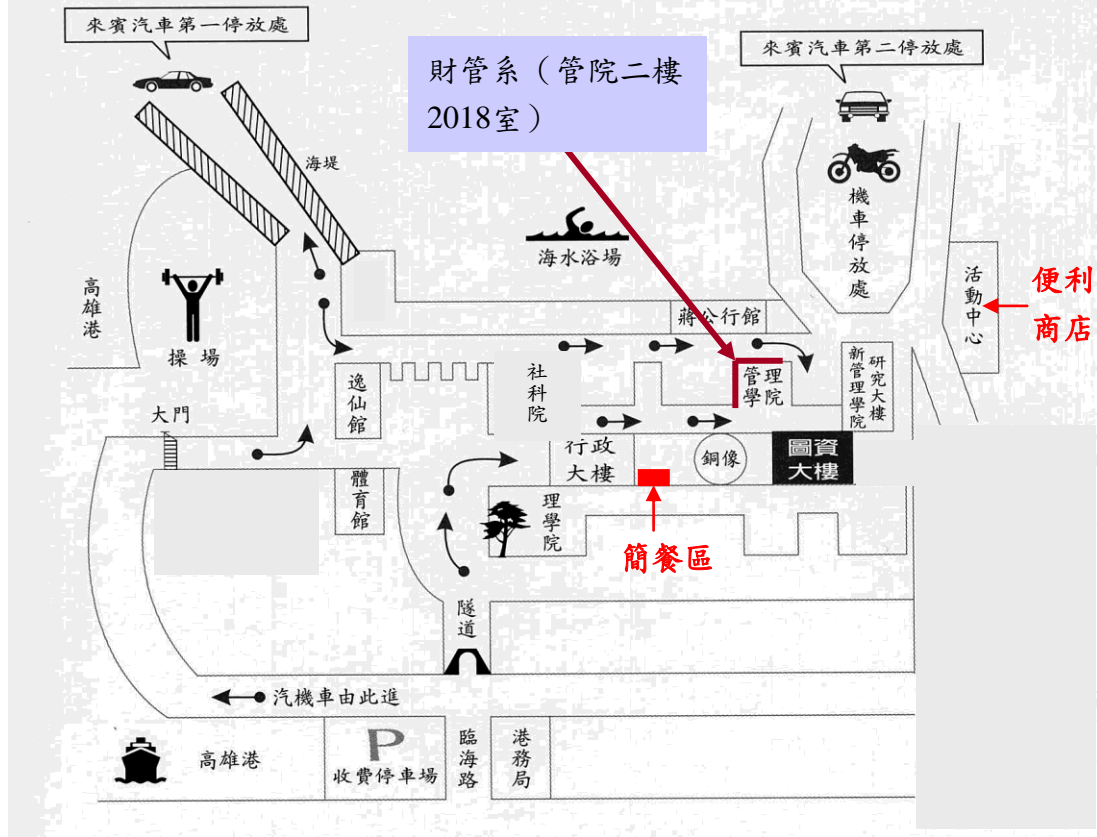 來賓汽車第一停放處
財管系（管院二樓
2018室）
來賓汽車第二停放處
海堤
機車停放處
海水浴場
高雄港
操場
活動中心
便利
商店
蔣公行館
社科院
管理
學院
新管理學院
研究大樓
逸仙館
大門
行政
大樓
銅像
圖資
大樓
體育館
理學院
簡餐區
隧道
汽機車由此進
高雄港
P
收費停車場
臨海路
港務局